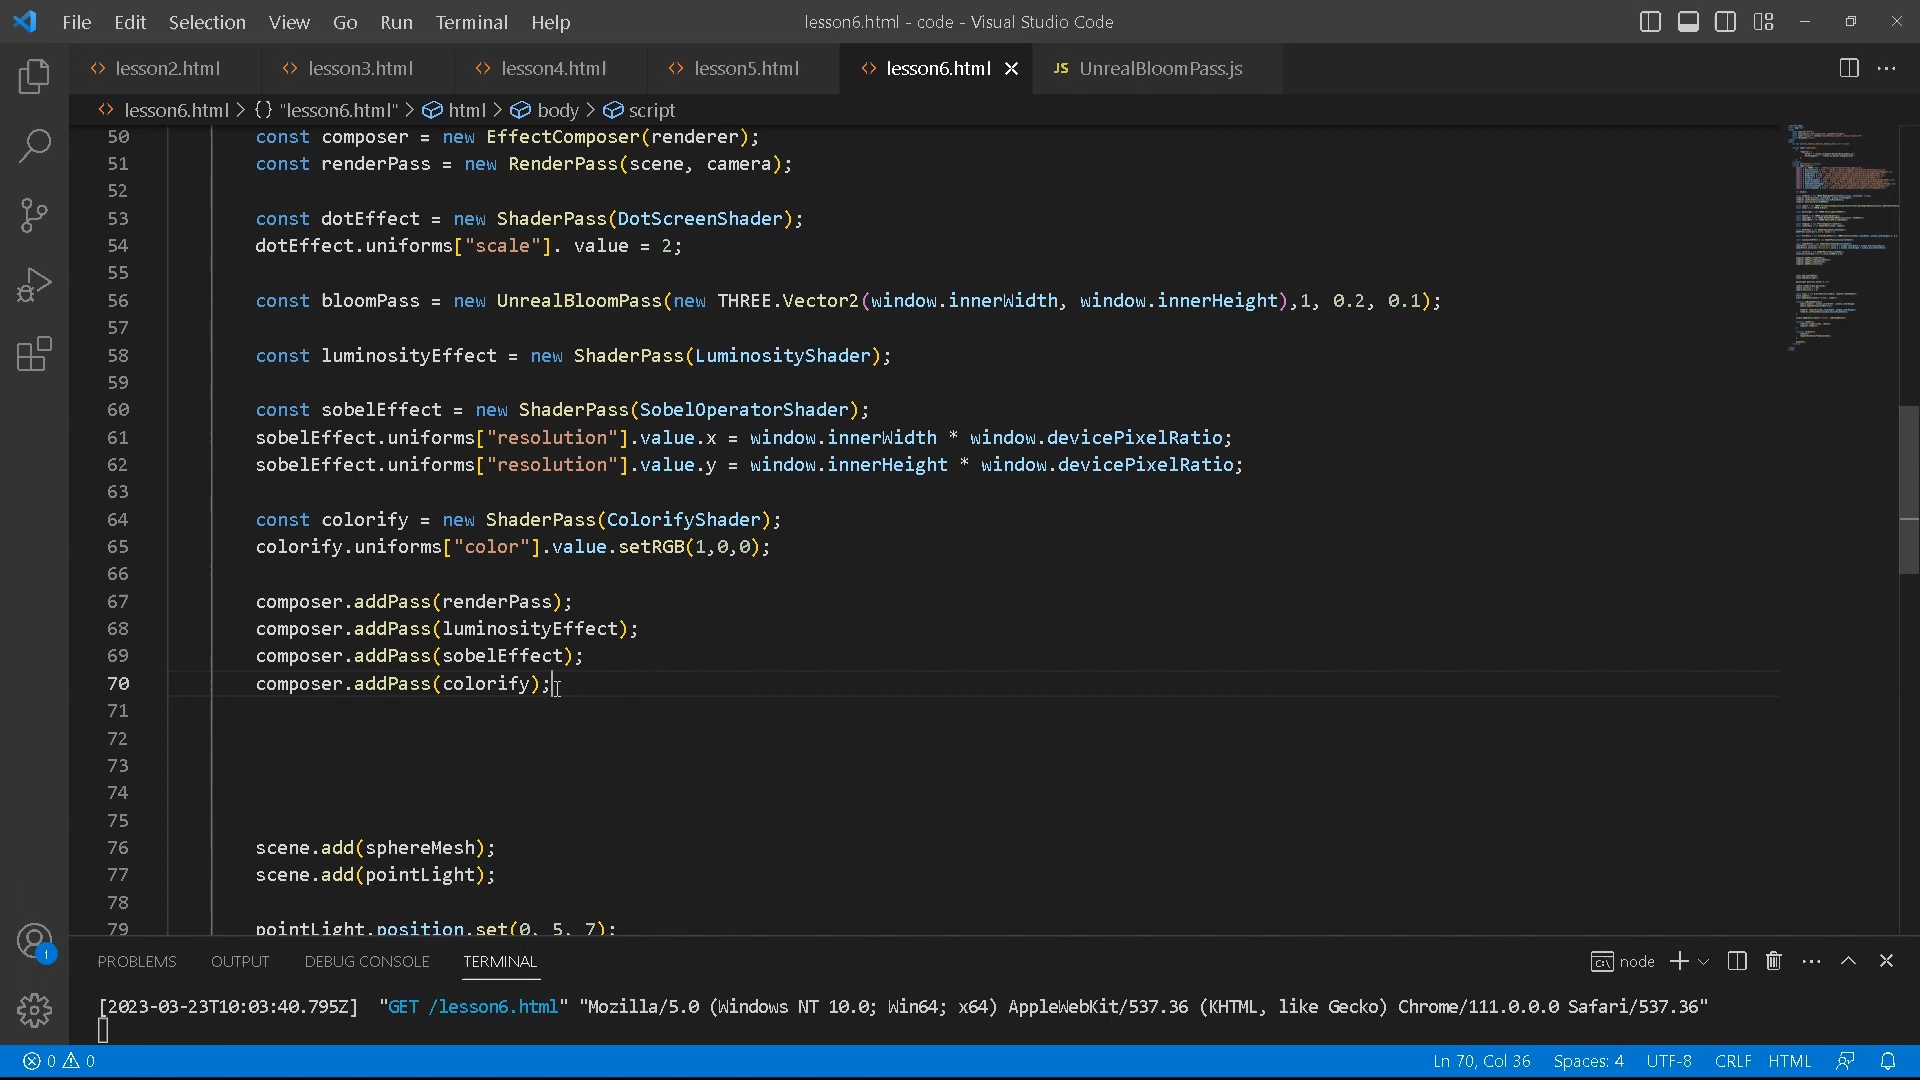 File Edit Selection View Go Run Terminal Help
lesson6.html - code - Visual Studio Code
lesson2.html lesson3.html lesson4.html lesson5.html lesson6.html JS UnrealBloomPass.js
lesson6.html > {} "lesson6.html" > html > body > script
50 const composer = new EffectComposer(renderer);
51 const renderPass = new RenderPass(scene, camera);
52
53 const dotEffect = new ShaderPass(DotScreenShader);
54 dotEffect.uniforms["scale"]. value = 2;
55
56 const bloomPass = new UnrealBloomPass(new THREE.Vector2(window.innerWidth, window.innerHeight),1, 0.2, 0.1);
57
58 const luminosityEffect = new ShaderPass(LuminosityShader);
59
60 const sobelEffect = new ShaderPass(SobelOperatorShader);
61 sobelEffect.uniforms["resolution"].value.x = window.innerWidth * window.devicePixelRatio;
62 sobelEffect.uniforms["resolution"].value.y = window.innerHeight * window.devicePixelRatio;
63
64 const colorify = new ShaderPass(ColorifyShader);
65 colorify.uniforms["color"].value.setRGB(1,0,0);
66
67 composer.addPass(renderPass);
68 composer.addPass(luminosityEffect);
69 composer.addPass(sobelEffect);
70 composer.addPass(colorify);
71
72
73
74
75
76 scene.add(sphereMesh);
77 scene.add(pointLight);
78
79 pointLight.position.set(0, 5, 7);
PROBLEMS OUTPUT DEBUG CONSOLE TERMINAL node
[2023-03-23T10:03:40.795Z] "GET /lesson6.html" "Mozilla/5.0 (Windows NT 10.0; Win64; x64) AppleWebKit/537.36 (KHTML, like Gecko) Chrome/111.0.0.0 Safari/537.36"
1
0 0 Ln 70, Col 36 Spaces: 4 UTF-8 CRLF HTML